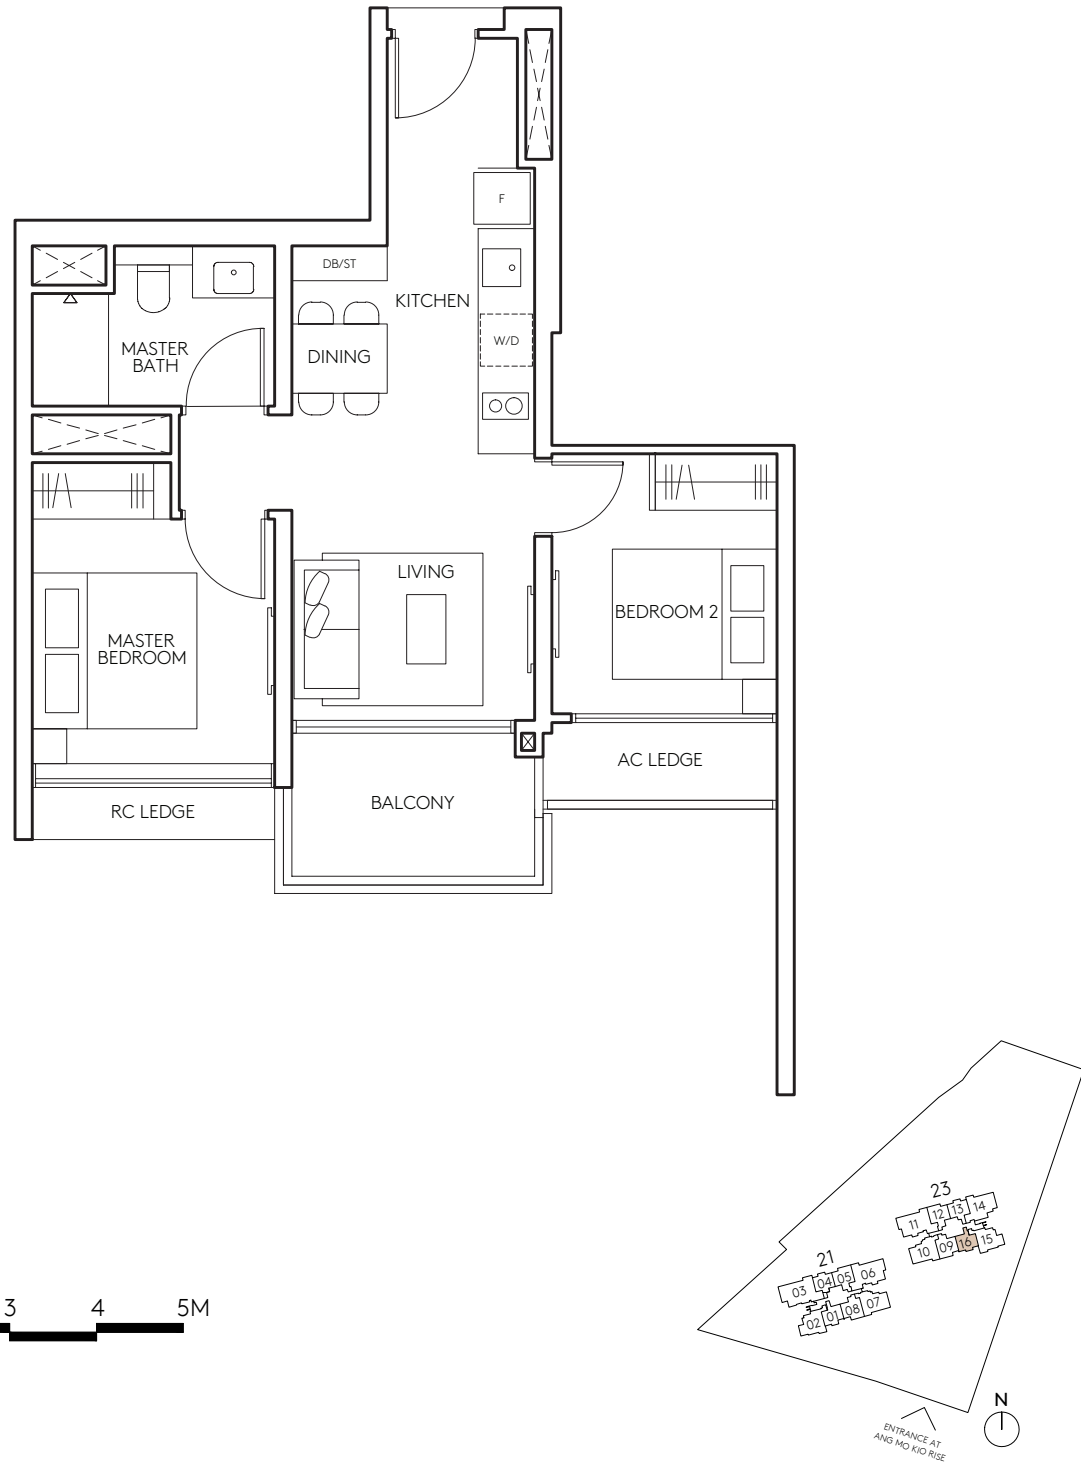 F
DB/ST
KITCHEN
W/D
DINING
MASTER
BATH
LIVING
BEDROOM 2
MASTER
BEDROOM
AC LEDGE
BALCONY
RC LEDGE
3 4 5M
23
11 12 13 14
10 09 16 15
21
03 04 05 06
02 01 08 07
N
ENTRANCE AT
ANG MO KIO RISE